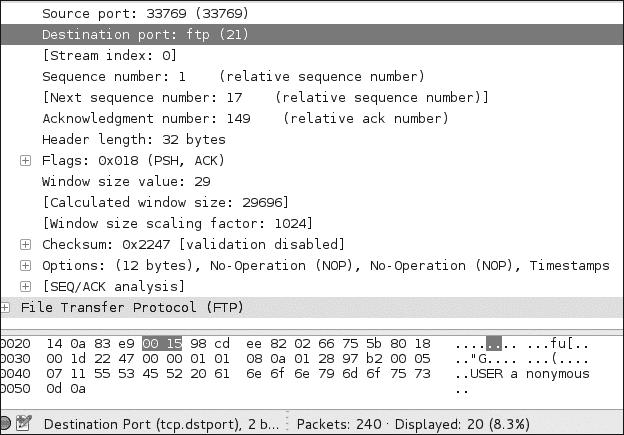 Source port: 33769 (33769)
Destination port: ftp (21)
[Stream index: 0]
Sequence number: 1    (relative sequence number)
[Next sequence number: 17    (relative sequence number)]
Acknowledgment number: 149    (relative ack number)
Header length: 32 bytes
Flags: 0x018 (PSH, ACK)
Window size value: 29
[Calculated window size: 29696]
[Window size scaling factor: 1024]
Checksum: 0x2247 [validation disabled]
Options: (12 bytes), No-Operation (NOP), No-Operation (NOP), Timestamps
[SEQ/ACK analysis]
File Transfer Protocol (FTP)
0020  14 0a 83 e9 00 15 98 cd  ee 82 02 66 75 5b 80 18   ........ ...fu[..
0030  00 1d 22 47 00 00 01 01  08 0a 01 28 97 b2 00 05   .."G.... ...(....
0040  07 11 55 53 45 52 20 61  6e 6f 6e 79 6d 6f 75 73   ..USER a nonymous
0050  0d 0a   ..
Destination Port (tcp.dstport), 2 b... Packets: 240 · Displayed: 20 (8.3%)